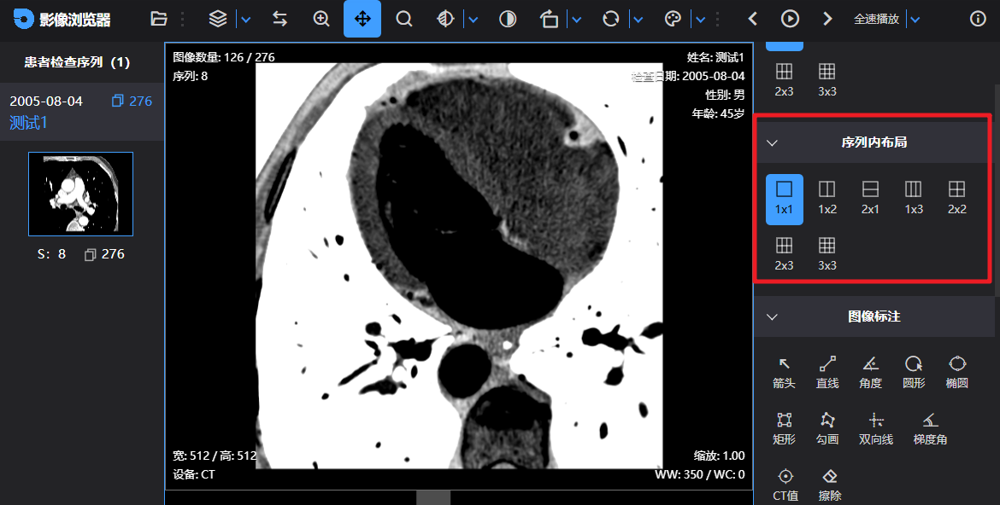 影像浏览器
全速播放
患者检查序列（1）
2005-08-04
276
测试1
S：8
276
图像数量: 126 / 276
序列: 8
姓名: 测试1
检查日期: 2005-08-04
性别: 男
年龄: 45岁
宽: 512 / 高: 512
设备: CT
缩放: 1.00
WW: 350 / WC: 0
2x3
3x3
序列内布局
1x1
1x2
2x1
1x3
2x2
2x3
3x3
图像标注
箭头
直线
角度
圆形
椭圆
矩形
勾画
双向线
梯度角
CT值
擦除